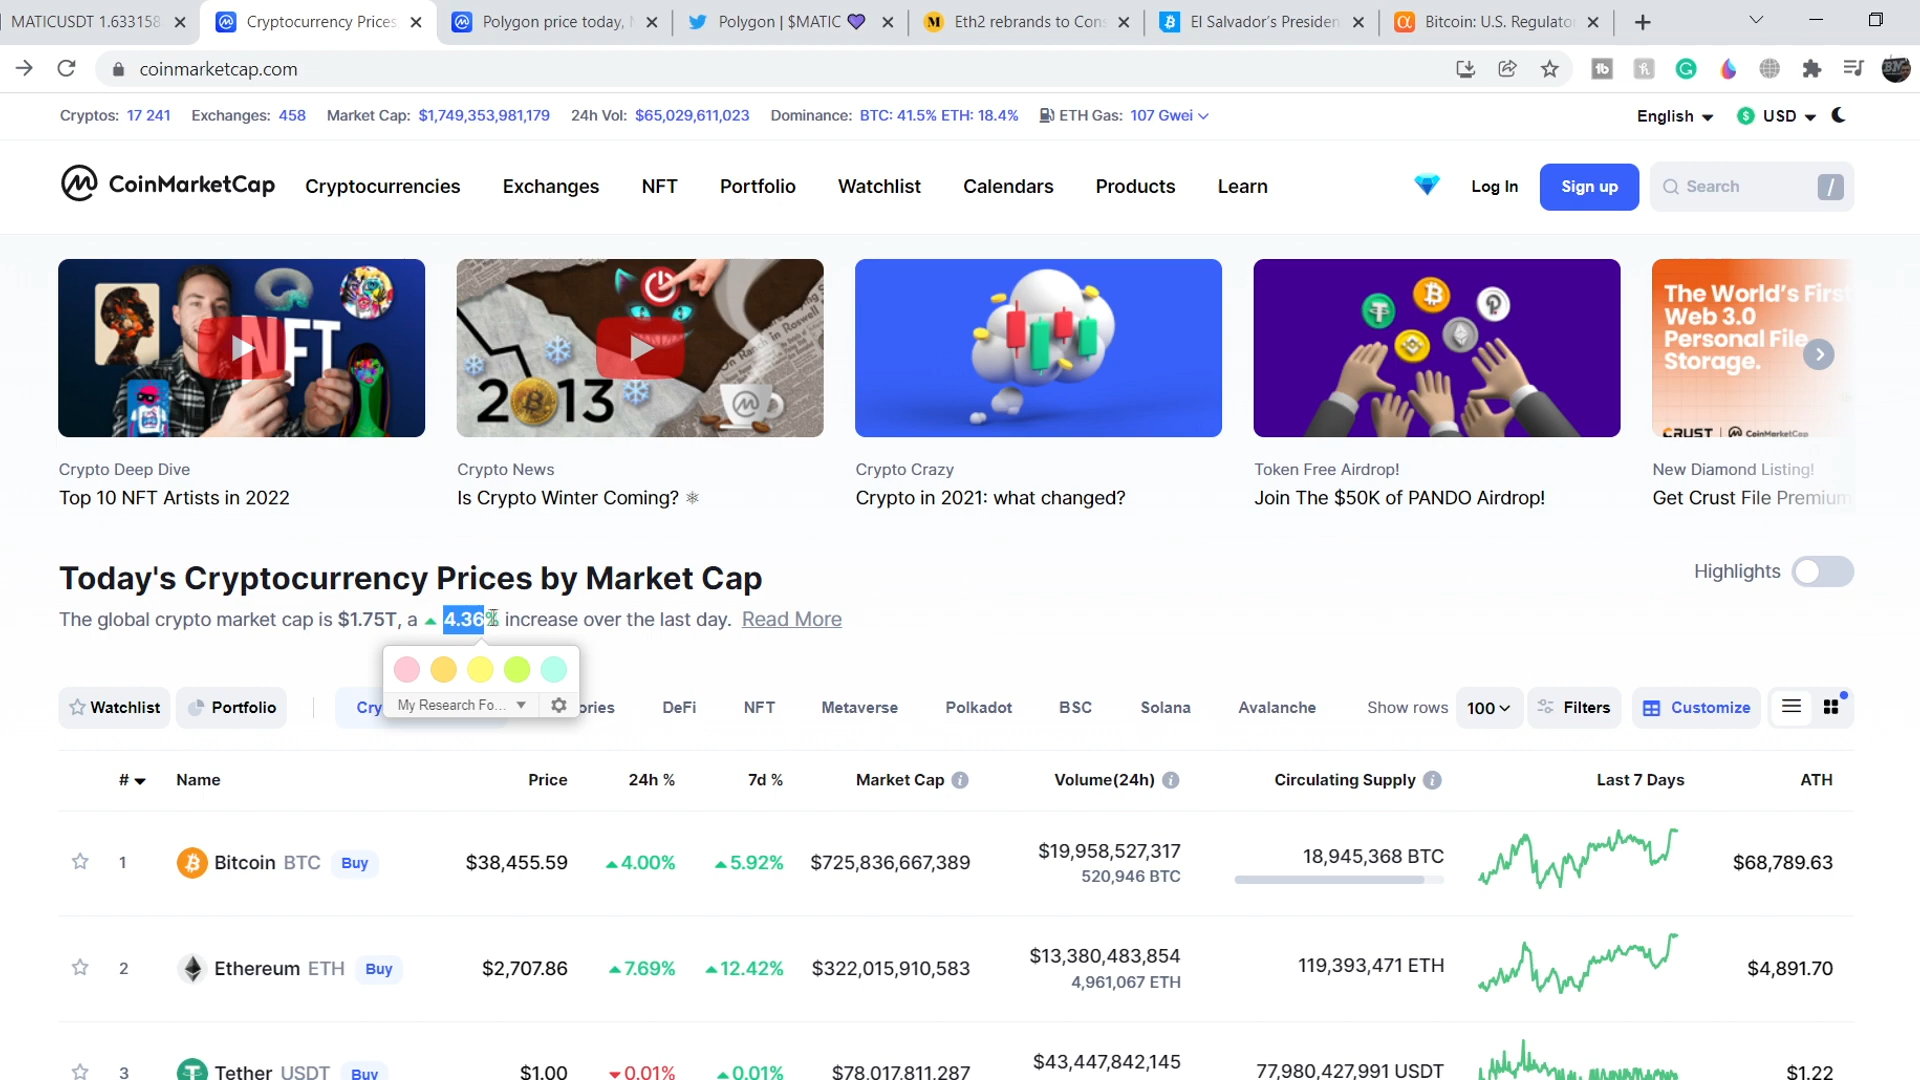 MATICUSDT 1.633158
Cryptocurrency Prices
Polygon price today,
Polygon | $MATIC 💜
Eth2 rebrands to Cons
El Salvador's Presiden
Bitcoin: U.S. Regulator
coinmarketcap.com
Cryptos: 17 241 Exchanges: 458 Market Cap: $1,749,353,981,179 24h Vol: $65,029,611,023 Dominance: BTC: 41.5% ETH: 18.4% ETH Gas: 107 Gwei
English USD
CoinMarketCap Cryptocurrencies Exchanges NFT Portfolio Watchlist Calendars Products Learn Log In Sign up Search /
NFT
2013
The World's First
Web 3.0
Personal File
Storage.
CRUST | CoinMarketCap
Crypto Deep Dive
Top 10 NFT Artists in 2022
Crypto News
Is Crypto Winter Coming? ❄
Crypto Crazy
Crypto in 2021: what changed?
Token Free Airdrop!
Join The $50K of PANDO Airdrop!
New Diamond Listing!
Get Crust File Premium
Today's Cryptocurrency Prices by Market Cap
Highlights
The global crypto market cap is $1.75T, a ▲ 4.36% increase over the last day. Read More
My Research Fo... ▼
Watchlist Portfolio Cry ories DeFi NFT Metaverse Polkadot BSC Solana Avalanche Show rows 100 Filters Customize
# Name Price 24h % 7d % Market Cap Volume(24h) Circulating Supply Last 7 Days ATH
1 Bitcoin BTC Buy $38,455.59 ▲4.00% ▲5.92% $725,836,667,389 $19,958,527,317 18,945,368 BTC $68,789.63
520,946 BTC
2 Ethereum ETH Buy $2,707.86 ▲7.69% ▲12.42% $322,015,910,583 $13,380,483,854 119,393,471 ETH $4,891.70
4,961,067 ETH
3 Tether USDT Buy $1.00 ▼0.01% ▲0.01% $78,017,811,287 $43,447,842,145 77,980,427,991 USDT $1.22